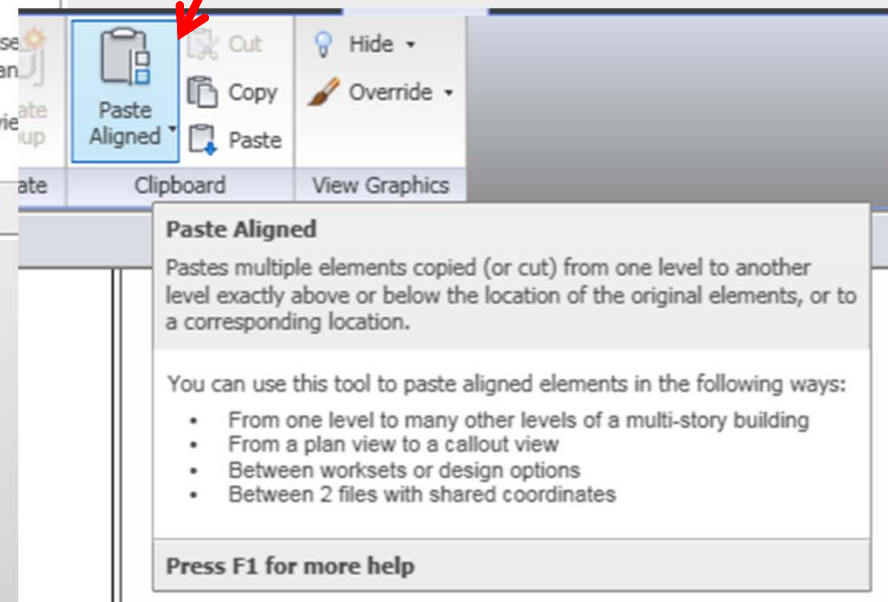 Cut
Hide
Copy
Override
Paste
Aligned
Paste
Clipboard
View Graphics
Paste Aligned
Pastes multiple elements copied (or cut) from one level to another
level exactly above or below the location of the original elements, or to
a corresponding location.
You can use this tool to paste aligned elements in the following ways:
• From one level to many other levels of a multi-story building
• From a plan view to a callout view
• Between worksets or design options
• Between 2 files with shared coordinates
Press F1 for more help